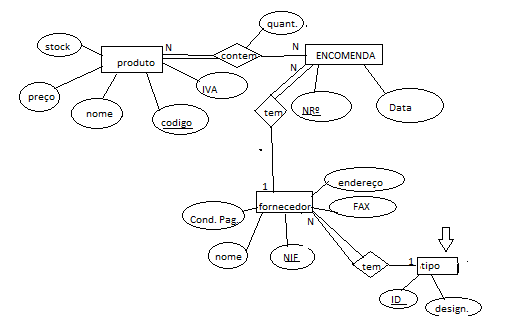 quant.
stock
N
N
contem
ENCOMENDA
produto
N
IVA
preço
nome
codigo
NRº
Data
tem
1
endereço
fornecedor
FAX
Cond. Pag.
N
nome
NIF
tem
1
tipo
ID
design.